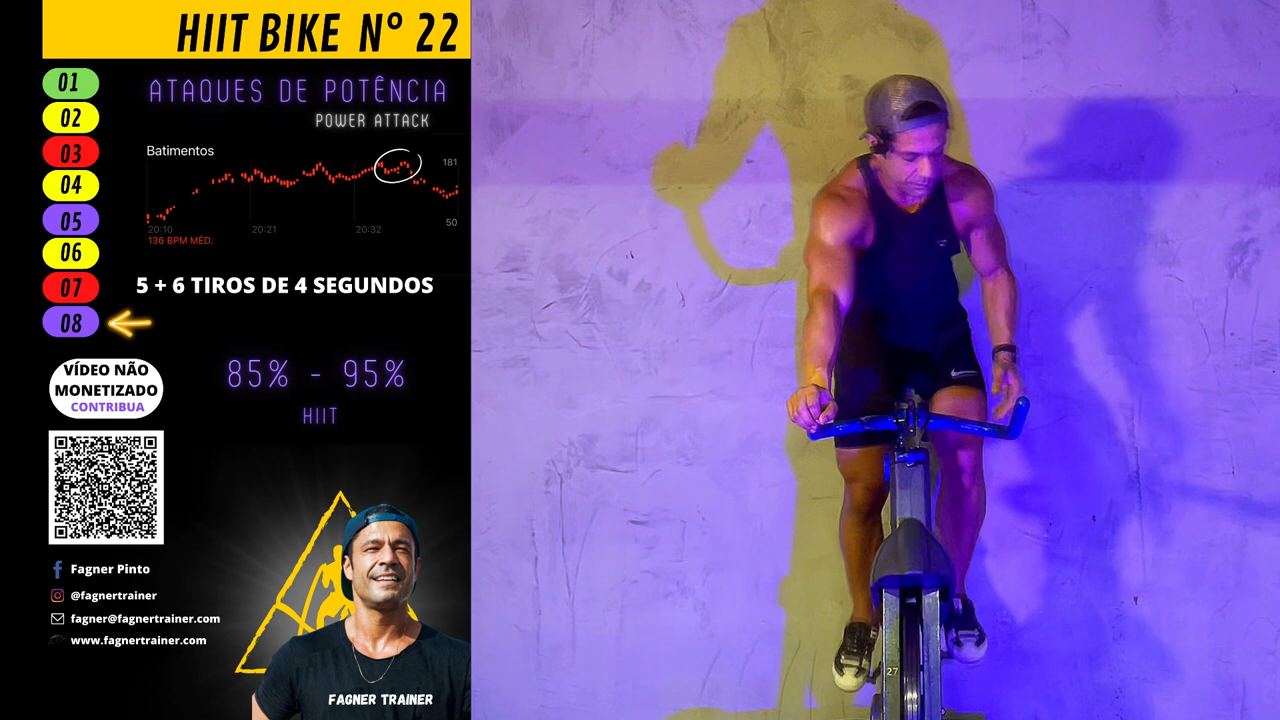 HIIT BIKE Nº 22
01
02
03
04
05
06
07
08
ATAQUES DE POTÊNCIA
POWER ATTACK
Batimentos
181
50
20:10
20:21
20:32
136 BPM MÉD.
5 + 6 TIROS DE 4 SEGUNDOS
85% - 95%
HIIT
VÍDEO NÃO
MONETIZADO
CONTRIBUA
Fagner Pinto
@fagnertrainer
fagner@fagnertrainer.com
www.fagnertrainer.com
FAGNER TRAINER
27